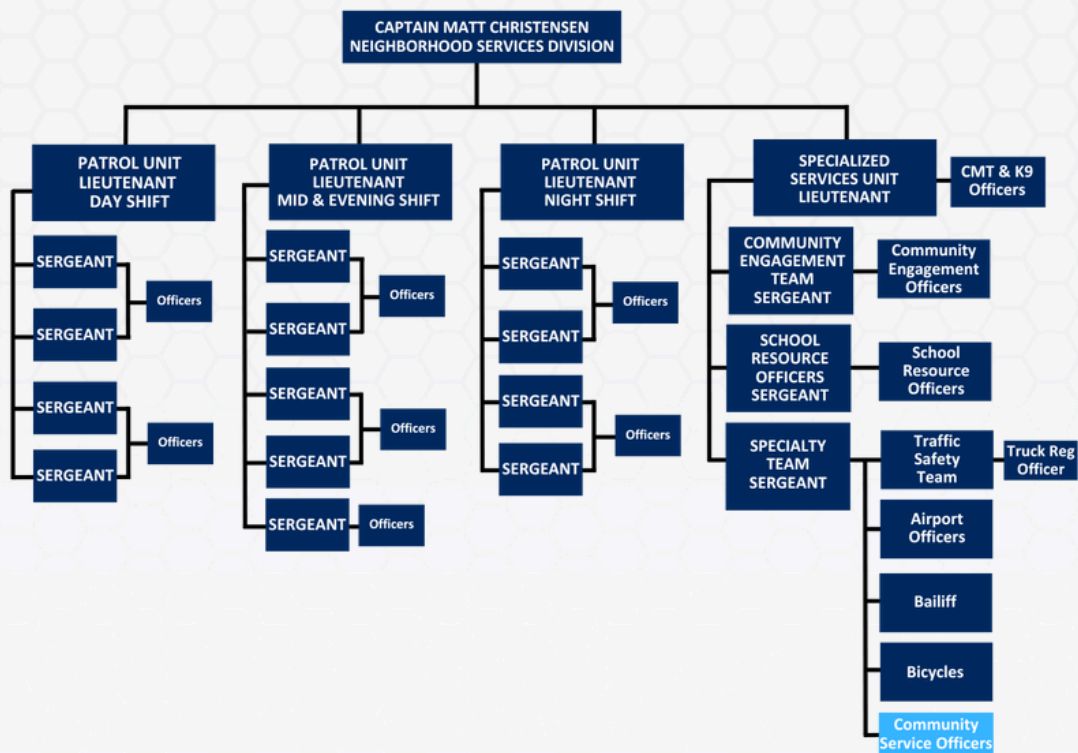 CAPTAIN MATT CHRISTENSEN
NEIGHBORHOOD SERVICES DIVISION
PATROL UNIT
LIEUTENANT
DAY SHIFT
SERGEANT
SERGEANT
Officers
SERGEANT
SERGEANT
Officers
PATROL UNIT
LIEUTENANT
MID & EVENING SHIFT
SERGEANT
SERGEANT
Officers
SERGEANT
SERGEANT
Officers
SERGEANT
Officers
PATROL UNIT
LIEUTENANT
NIGHT SHIFT
SERGEANT
SERGEANT
Officers
SERGEANT
SERGEANT
Officers
SPECIALIZED
SERVICES UNIT
LIEUTENANT
CMT & K9
Officers
COMMUNITY
ENGAGEMENT
TEAM
SERGEANT
Community
Engagement
Officers
SCHOOL
RESOURCE
OFFICERS
SERGEANT
School
Resource
Officers
SPECIALTY
TEAM
SERGEANT
Traffic
Safety
Team
Truck Reg
Officer
Airport
Officers
Bailiff
Bicycles
Community
Service Officers